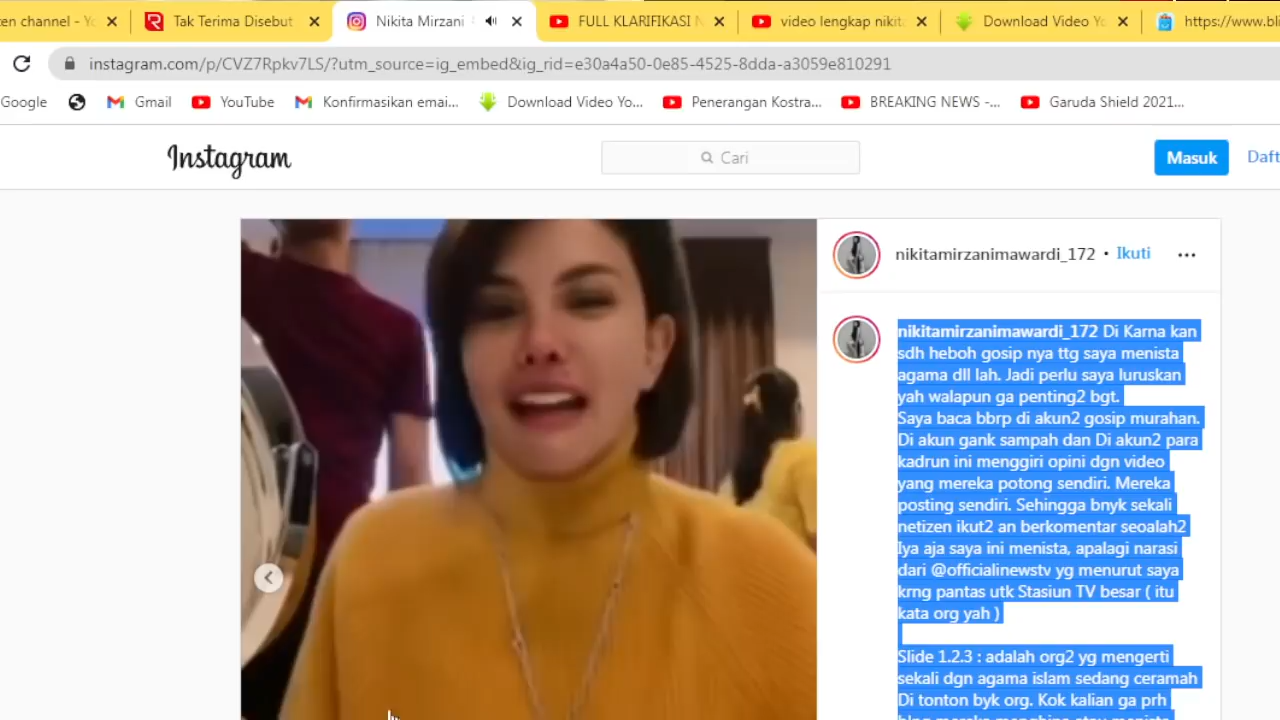 ten channel - Yo
Tak Terima Disebut
Nikita Mirzani
FULL KLARIFIKASI N
video lengkap nikita
Download Video Yo
https://www.bli
instagram.com/p/CVZ7Rpkv7LS/?utm_source=ig_embed&ig_rid=e30a4a50-0e85-4525-8dda-a3059e810291
Google
Gmail
YouTube
Konfirmasikan emai...
Download Video Yo...
Penerangan Kostra...
BREAKING NEWS -...
Garuda Shield 2021...
Instagram
Cari
Masuk
Daft
nikitamirzanimawardi_172 • Ikuti
nikitamirzanimawardi_172 Di Karna kan
sdh heboh gosip nya ttg saya menista
agama dll lah. Jadi perlu saya luruskan
yah walapun ga penting2 bgt.
Saya baca bbrp di akun2 gosip murahan.
Di akun gank sampah dan Di akun2 para
kadrun ini menggiri opini dgn video
yang mereka potong sendiri. Mereka
posting sendiri. Sehingga bnyk sekali
netizen ikut2 an berkomentar seoalah2
Iya aja saya ini menista, apalagi narasi
dari @officialinewstv yg menurut saya
krng pantas utk Stasiun TV besar ( itu
kata org yah )
Slide 1.2.3 : adalah org2 yg mengerti
sekali dgn agama islam sedang ceramah
Di tonton byk org. Kok kalian ga prh